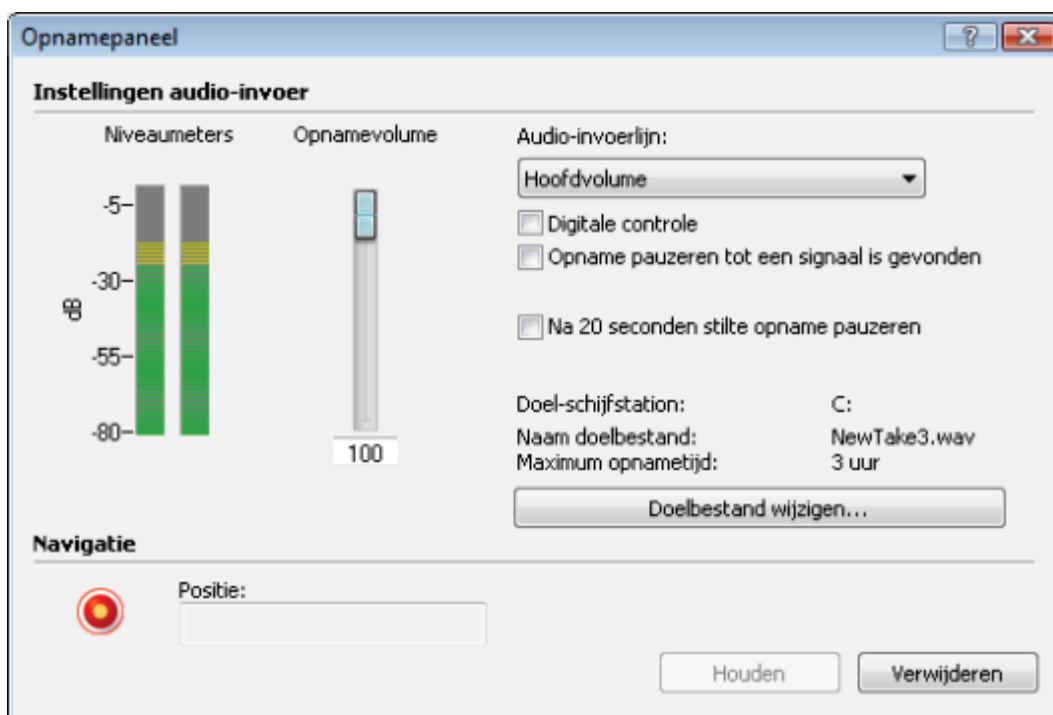 Opnamepaneel
Instellingen audio-invoer
Niveaumeters
Opnamevolume
-5
-30
-55
-80
dB
100
Audio-invoerlijn:
Hoofdvolume
Digitale controle
Opname pauzeren tot een signaal is gevonden
Na 20 seconden stilte opname pauzeren
Doel-schijfstation: C:
Naam doelbestand: NewTake3.wav
Maximum opnametijd: 3 uur
Doelbestand wijzigen...
Navigatie
Positie:
Houden
Verwijderen